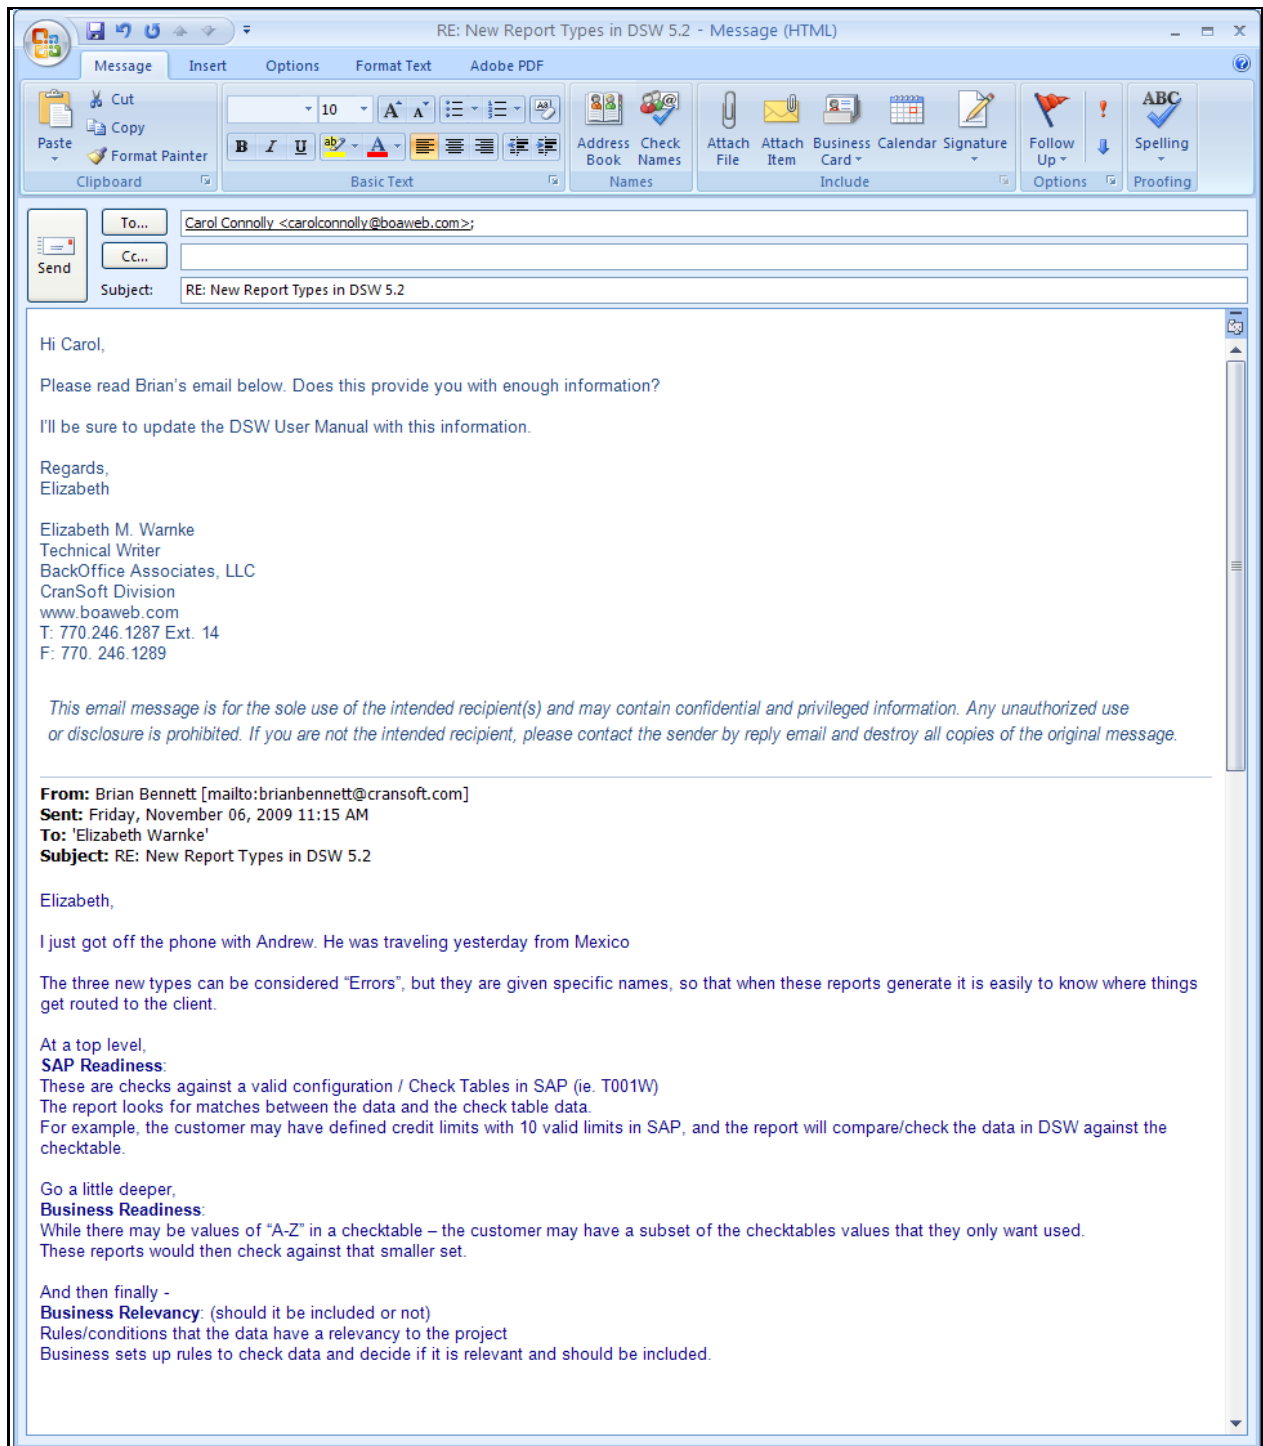 RE: New Report Types in DSW 5.2 - Message (HTML)
Message Insert Options Format Text Adobe PDF
Cut
Copy
Format Painter
Paste
Clipboard
10
A A
B I U ab A
Basic Text
Address Book
Check Names
Names
Attach File
Attach Item
Business Card
Calendar
Signature
Include
Follow Up
Options
ABC
Spelling
Proofing
Send
To... Carol Connolly <carolconnolly@boaweb.com>;
Cc...
Subject: RE: New Report Types in DSW 5.2
Hi Carol,
Please read Brian's email below. Does this provide you with enough information?
I'll be sure to update the DSW User Manual with this information.
Regards,
Elizabeth
Elizabeth M. Warnke
Technical Writer
BackOffice Associates, LLC
CranSoft Division
www.boaweb.com
T: 770.246.1287 Ext. 14
F: 770. 246.1289
This email message is for the sole use of the intended recipient(s) and may contain confidential and privileged information. Any unauthorized use
or disclosure is prohibited. If you are not the intended recipient, please contact the sender by reply email and destroy all copies of the original message.
From: Brian Bennett [mailto:brianbennett@cransoft.com]
Sent: Friday, November 06, 2009 11:15 AM
To: 'Elizabeth Warnke'
Subject: RE: New Report Types in DSW 5.2
Elizabeth,
I just got off the phone with Andrew. He was traveling yesterday from Mexico
The three new types can be considered “Errors”, but they are given specific names, so that when these reports generate it is easily to know where things
get routed to the client.
At a top level,
SAP Readiness:
These are checks against a valid configuration / Check Tables in SAP (ie. T001W)
The report looks for matches between the data and the check table data.
For example, the customer may have defined credit limits with 10 valid limits in SAP, and the report will compare/check the data in DSW against the
checktable.
Go a little deeper,
Business Readiness:
While there may be values of “A-Z” in a checktable – the customer may have a subset of the checktables values that they only want used.
These reports would then check against that smaller set.
And then finally -
Business Relevancy: (should it be included or not)
Rules/conditions that the data have a relevancy to the project
Business sets up rules to check data and decide if it is relevant and should be included.